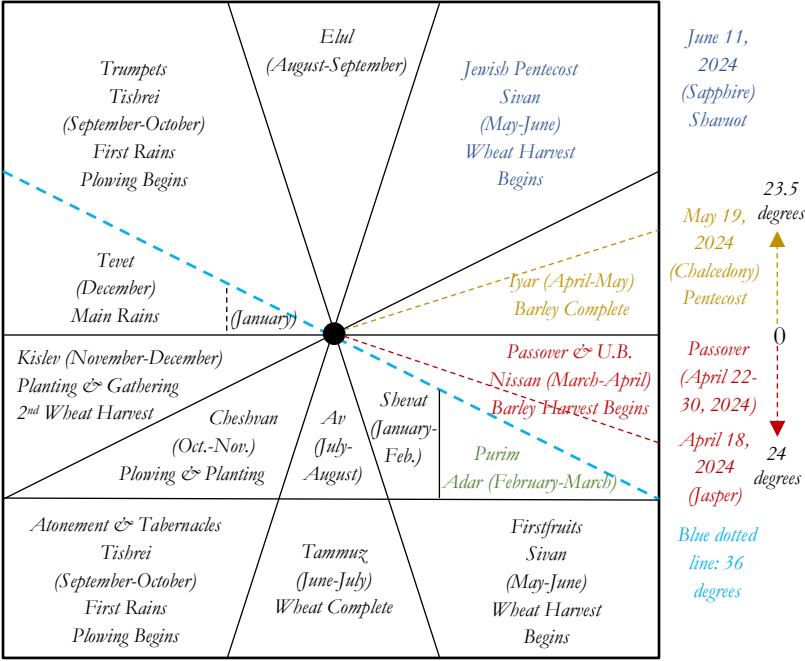 Elul
(August-September)
Trumpets
Tishrei
(September-October)
First Rains
Plowing Begins
Jewish Pentecost
Sivan
(May-June)
Wheat Harvest
Begins
June 11,
2024
(Sapphire)
Shavuot
23.5
degrees
May 19,
2024
(Chalcedony)
Pentecost
Tevet
(December)
Main Rains
(January)
Iyar (April-May)
Barley Complete
0
Kislev (November-December)
Planting & Gathering
2nd Wheat Harvest
Passover & U.B.
Nissan (March-April)
Barley Harvest Begins
Passover
(April 22-
30, 2024)
Cheshvan
(Oct.-Nov.)
Plowing & Planting
Av
(July-
August)
Shevat
(January-
Feb.)
Purim
Adar (February-March)
April 18,
2024
(Jasper)
24
degrees
Atonement & Tabernacles
Tishrei
(September-October)
First Rains
Plowing Begins
Tammuz
(June-July)
Wheat Complete
Firstfruits
Sivan
(May-June)
Wheat Harvest
Begins
Blue dotted
line: 36
degrees